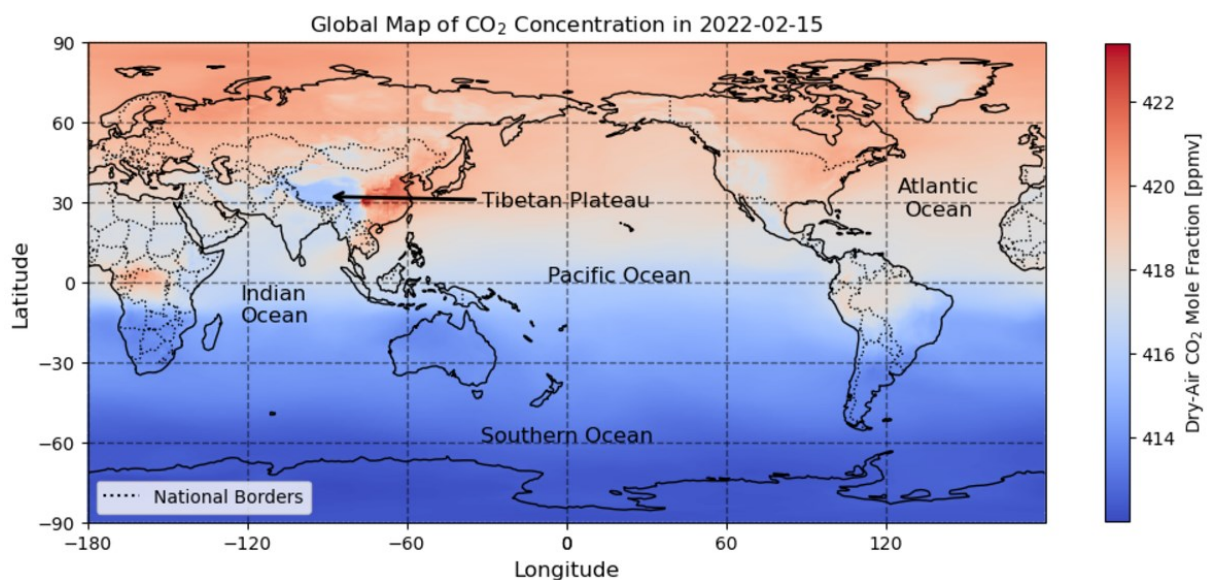 Global Map of CO₂ Concentration in 2022-02-15
90
60
30
0
−30
−60
−90
Latitude
Tibetan Plateau
Atlantic
Ocean
Pacific Ocean
Indian
Ocean
Southern Ocean
National Borders
−180
−120
−60
0
60
120
Longitude
422
420
418
416
414
Dry-Air CO₂ Mole Fraction [ppmv]